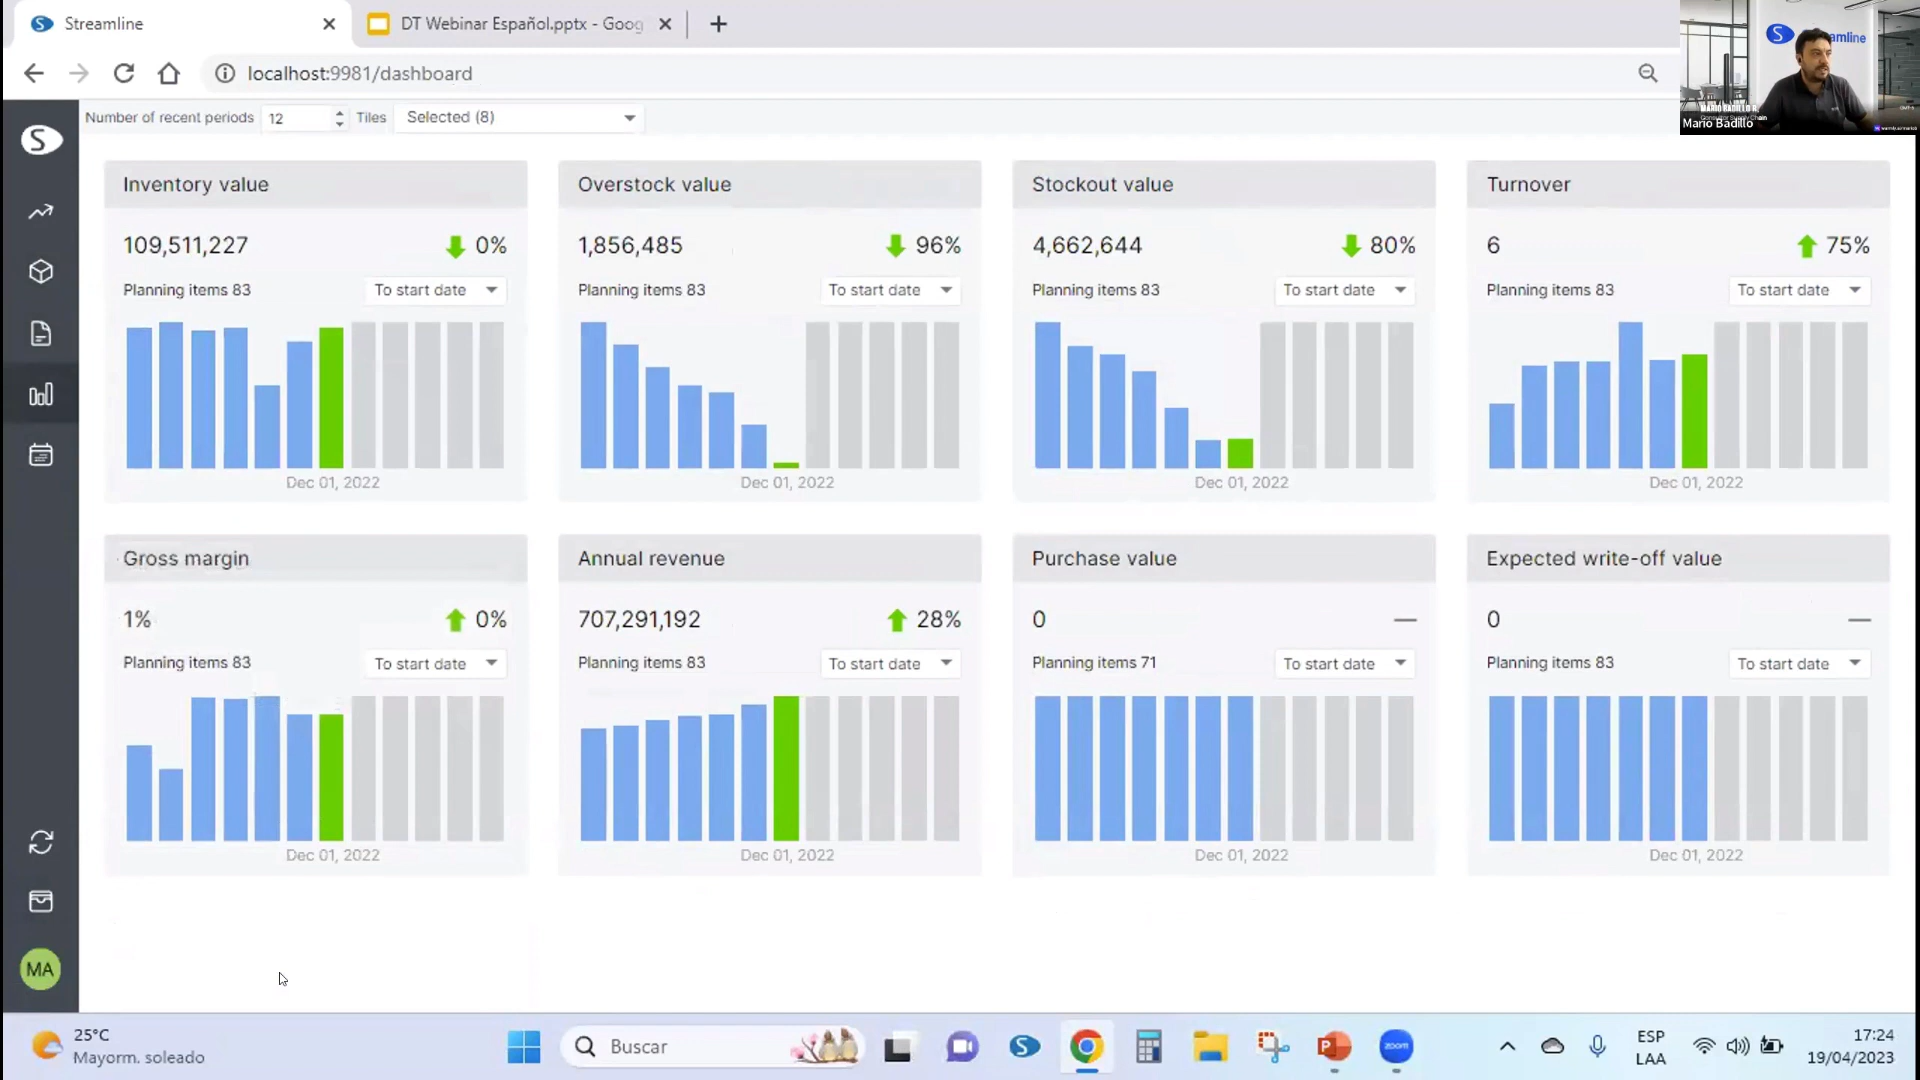 Streamline
DT Webinar Español.pptx - Goog
localhost:9981/dashboard
Mario Badillo
Number of recent periods 12 Tiles Selected (8)
Inventory value
109,511,227 0%
Planning items 83 To start date
Dec 01, 2022
Overstock value
1,856,485 96%
Planning items 83 To start date
Dec 01, 2022
Stockout value
4,662,644 80%
Planning items 83 To start date
Dec 01, 2022
Turnover
6 75%
Planning items 83 To start date
Dec 01, 2022
Gross margin
1% 0%
Planning items 83 To start date
Dec 01, 2022
Annual revenue
707,291,192 28%
Planning items 83 To start date
Dec 01, 2022
Purchase value
0 —
Planning items 71 To start date
Dec 01, 2022
Expected write-off value
0 —
Planning items 83 To start date
Dec 01, 2022
MA
25°C
Mayorm. soleado
Buscar
zoom
ESP
LAA
17:24
19/04/2023